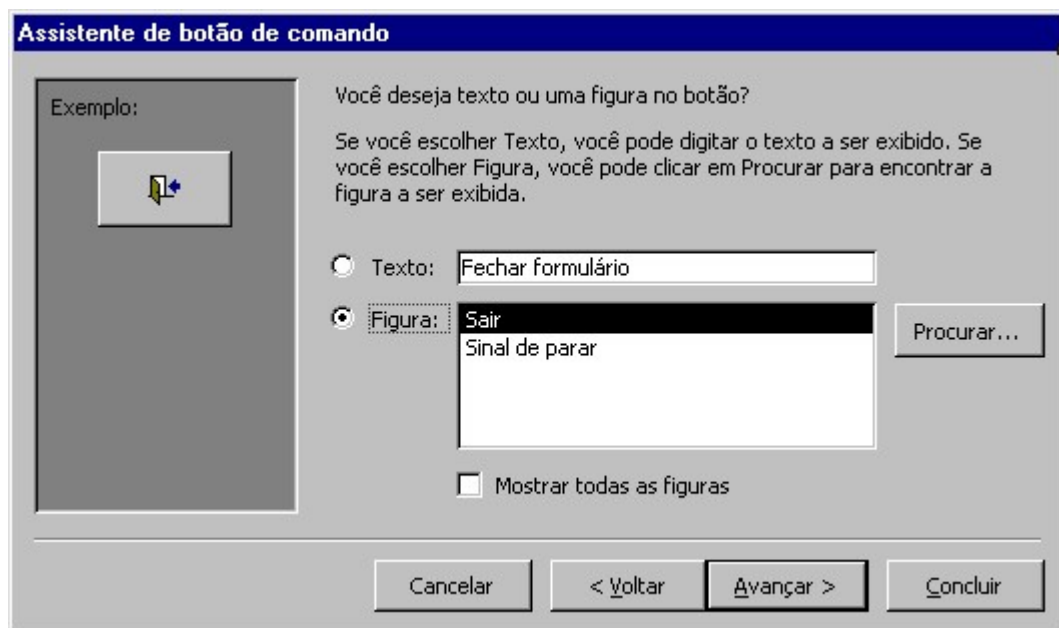 Assistente de botão de comando
Exemplo:
Você deseja texto ou uma figura no botão?
Se você escolher Texto, você pode digitar o texto a ser exibido. Se
você escolher Figura, você pode clicar em Procurar para encontrar a
figura a ser exibida.
Texto: Fechar formulário
Figura: Sair
Sinal de parar
Procurar...
Mostrar todas as figuras
Cancelar < Voltar Avançar > Concluir